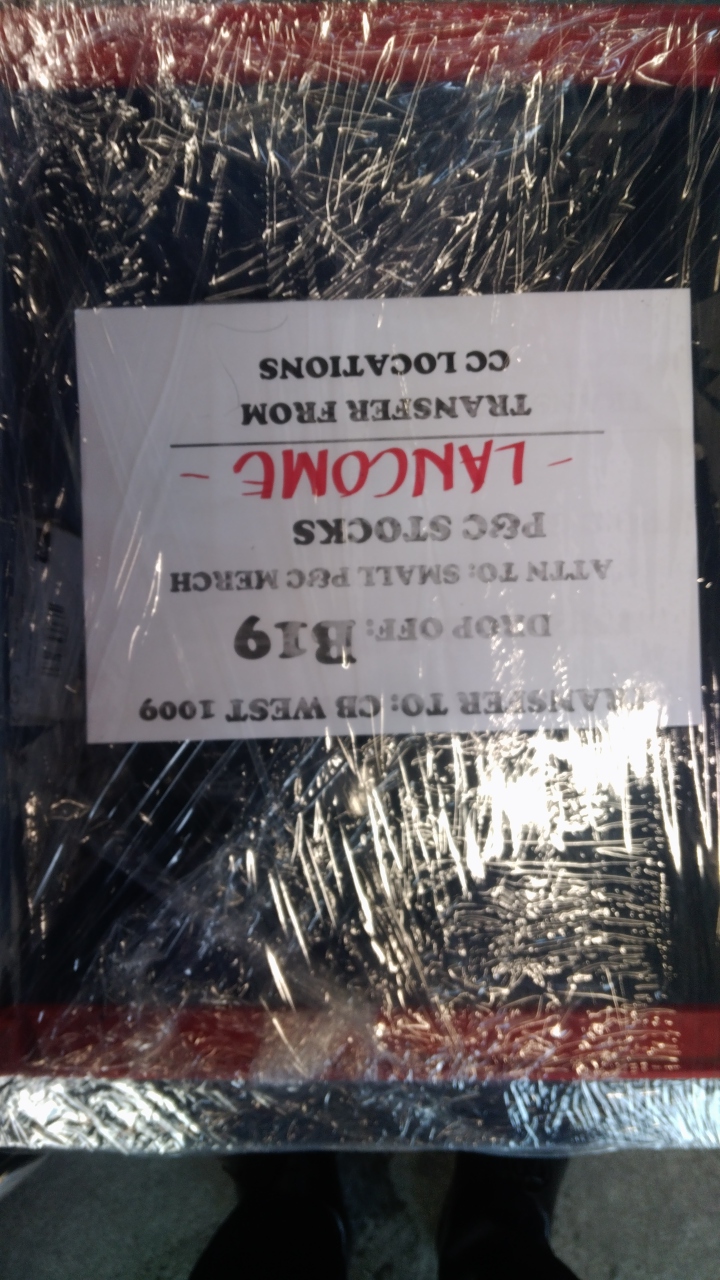 TRANSFER TO: CB WEST 1009
DROP OFF: B19
ATTN TO: SMALL P&C MERCH
P&C STOCKS
- LANCOME -
TRANSFER FROM
CC LOCATIONS